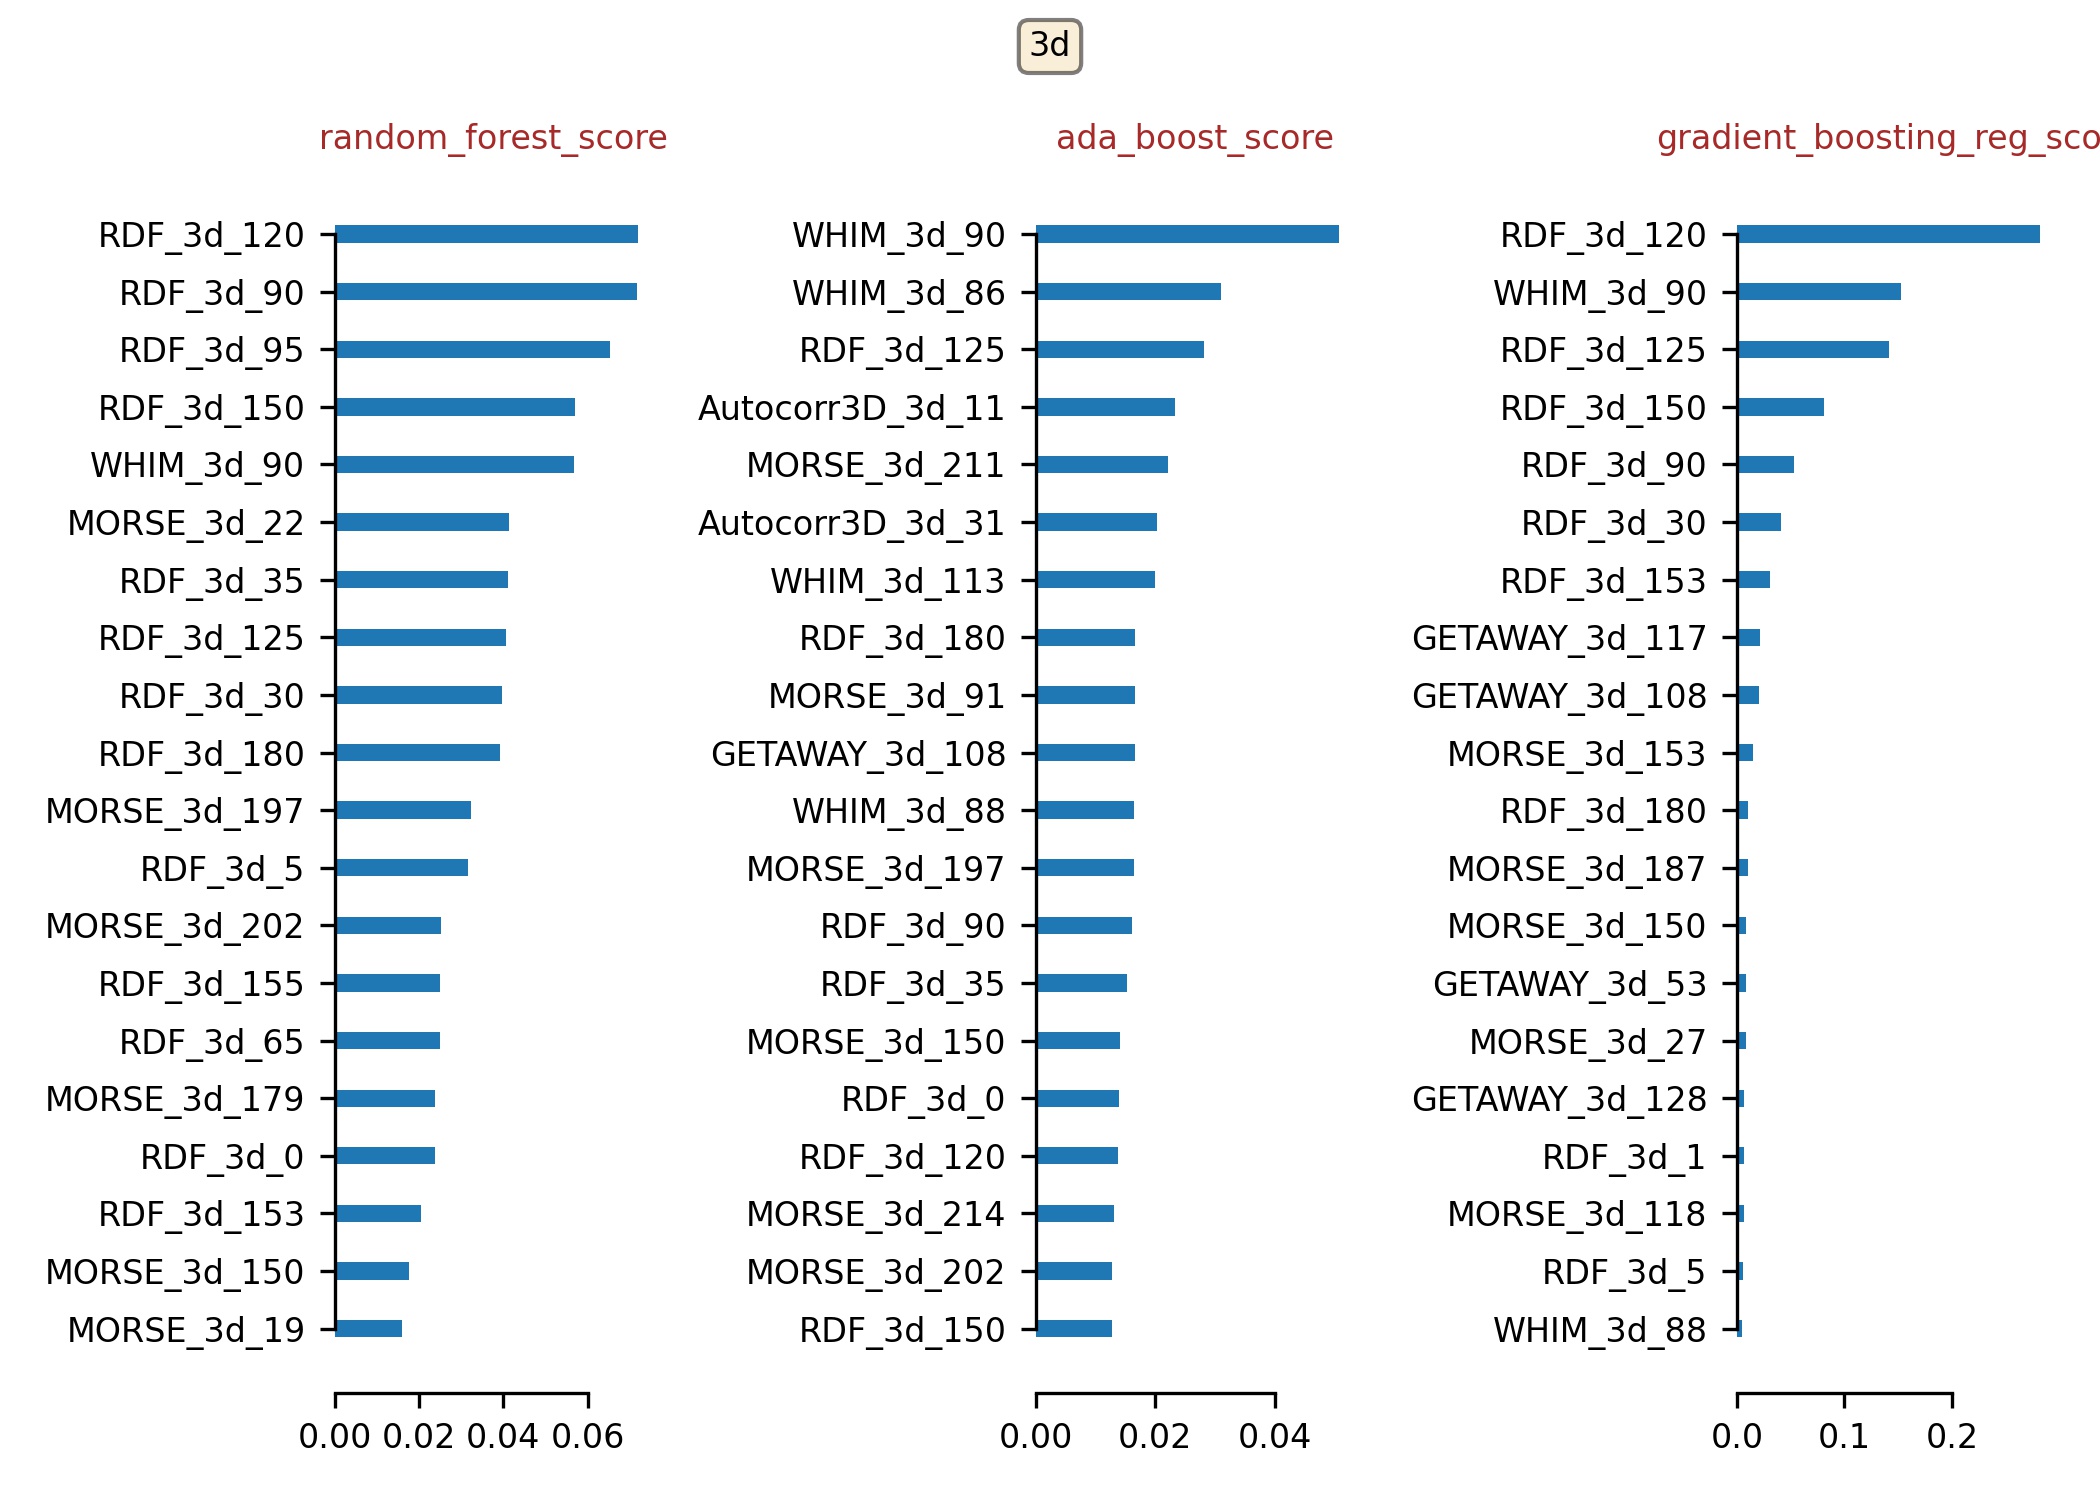 3d
random_forest_score
RDF_3d_120
RDF_3d_90
RDF_3d_95
RDF_3d_150
WHIM_3d_90
MORSE_3d_22
RDF_3d_35
RDF_3d_125
RDF_3d_30
RDF_3d_180
MORSE_3d_197
RDF_3d_5
MORSE_3d_202
RDF_3d_155
RDF_3d_65
MORSE_3d_179
RDF_3d_0
RDF_3d_153
MORSE_3d_150
MORSE_3d_19
0.00 0.02 0.04 0.06
ada_boost_score
WHIM_3d_90
WHIM_3d_86
RDF_3d_125
Autocorr3D_3d_11
MORSE_3d_211
Autocorr3D_3d_31
WHIM_3d_113
RDF_3d_180
MORSE_3d_91
GETAWAY_3d_108
WHIM_3d_88
MORSE_3d_197
RDF_3d_90
RDF_3d_35
MORSE_3d_150
RDF_3d_0
RDF_3d_120
MORSE_3d_214
MORSE_3d_202
RDF_3d_150
0.00 0.02 0.04
gradient_boosting_reg_sco
RDF_3d_120
WHIM_3d_90
RDF_3d_125
RDF_3d_150
RDF_3d_90
RDF_3d_30
RDF_3d_153
GETAWAY_3d_117
GETAWAY_3d_108
MORSE_3d_153
RDF_3d_180
MORSE_3d_187
MORSE_3d_150
GETAWAY_3d_53
MORSE_3d_27
GETAWAY_3d_128
RDF_3d_1
MORSE_3d_118
RDF_3d_5
WHIM_3d_88
0.0 0.1 0.2